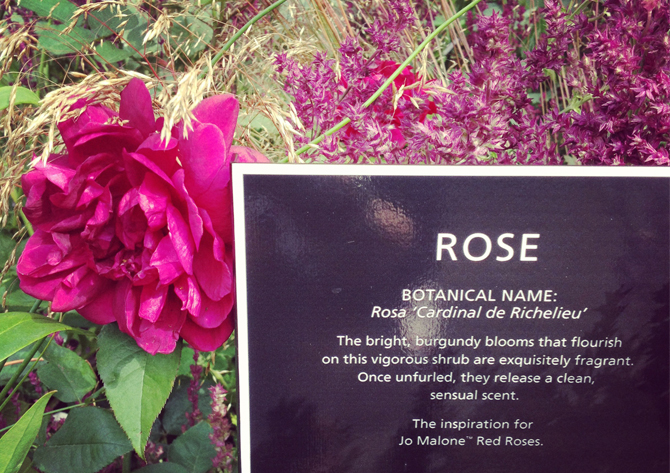 ROSE
BOTANICAL NAME:
Rosa 'Cardinal de Richelieu'
The bright, burgundy blooms that flourish
on this vigorous shrub are exquisitely fragrant.
Once unfurled, they release a clean,
sensual scent.
The inspiration for
Jo Malone™ Red Roses.